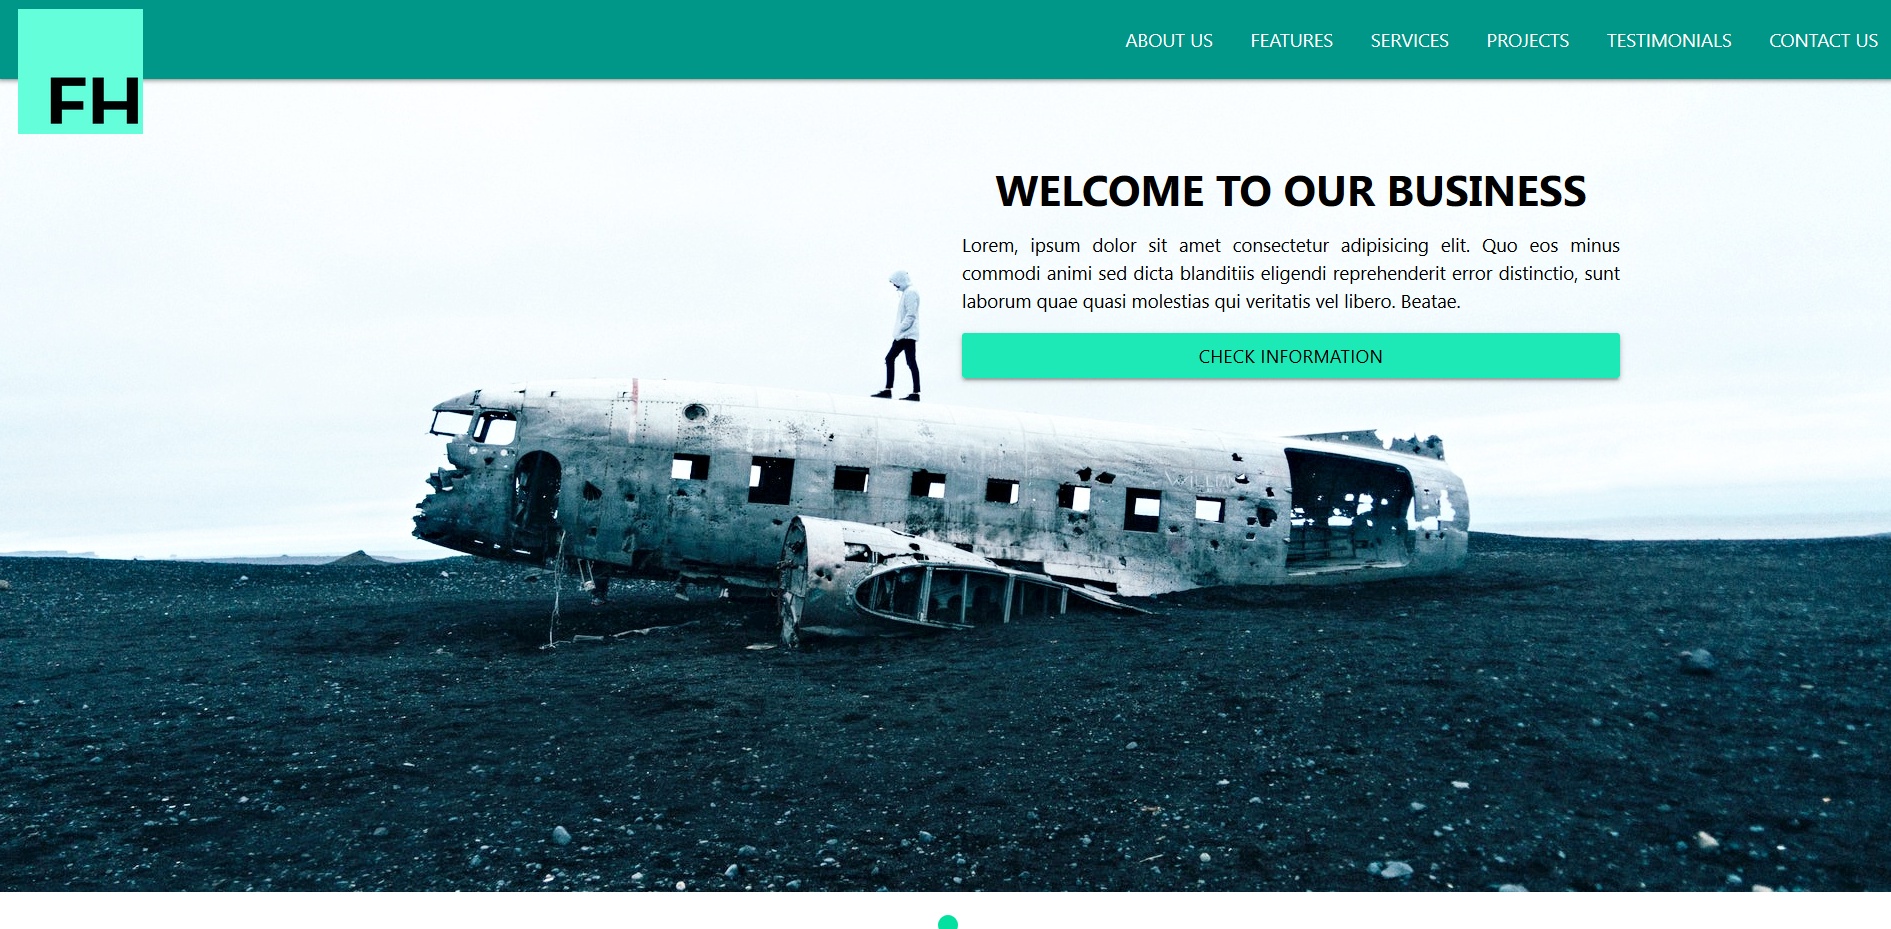 FH
ABOUT US FEATURES SERVICES PROJECTS TESTIMONIALS CONTACT US
WELCOME TO OUR BUSINESS
Lorem, ipsum dolor sit amet consectetur adipisicing elit. Quo eos minus
commodi animi sed dicta blanditiis eligendi reprehenderit error distinctio, sunt
laborum quae quasi molestias qui veritatis vel libero. Beatae.
CHECK INFORMATION